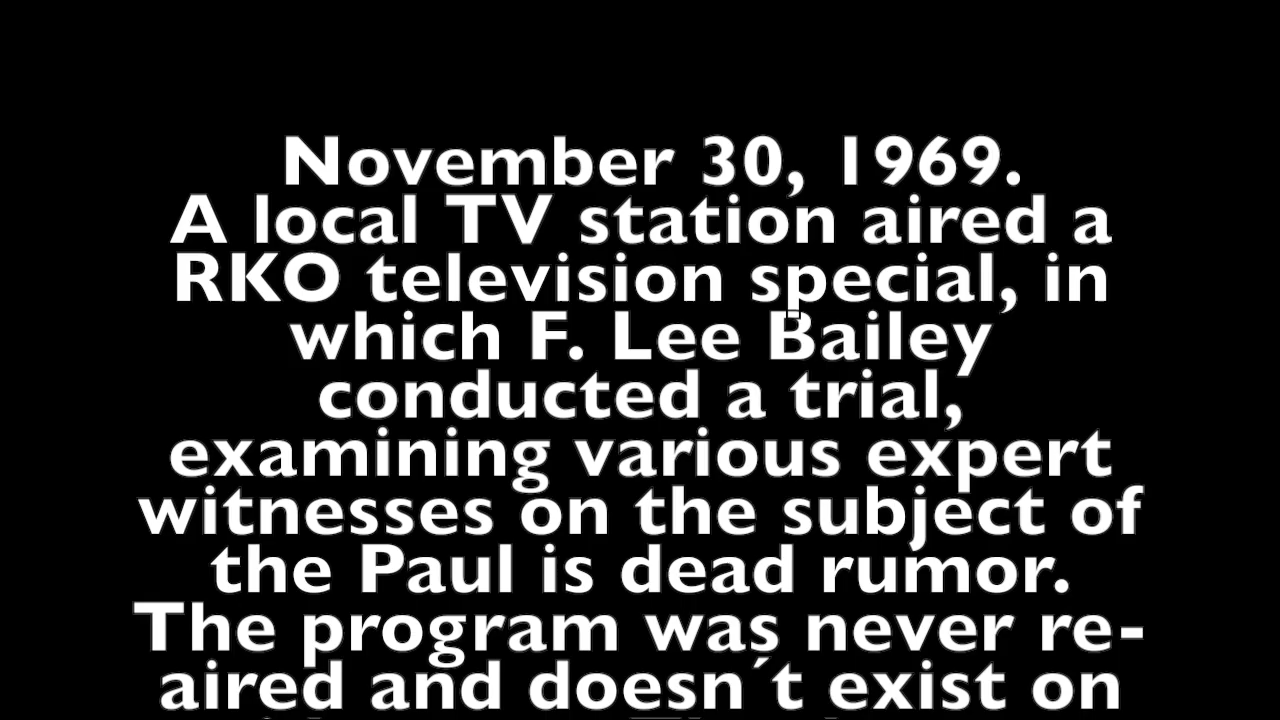 November 30, 1969.
A local TV station aired a
RKO television special, in
which F. Lee Bailey
conducted a trial,
examining various expert
witnesses on the subject of
the Paul is dead rumor.
The program was never re-
aired and doesn´t exist on